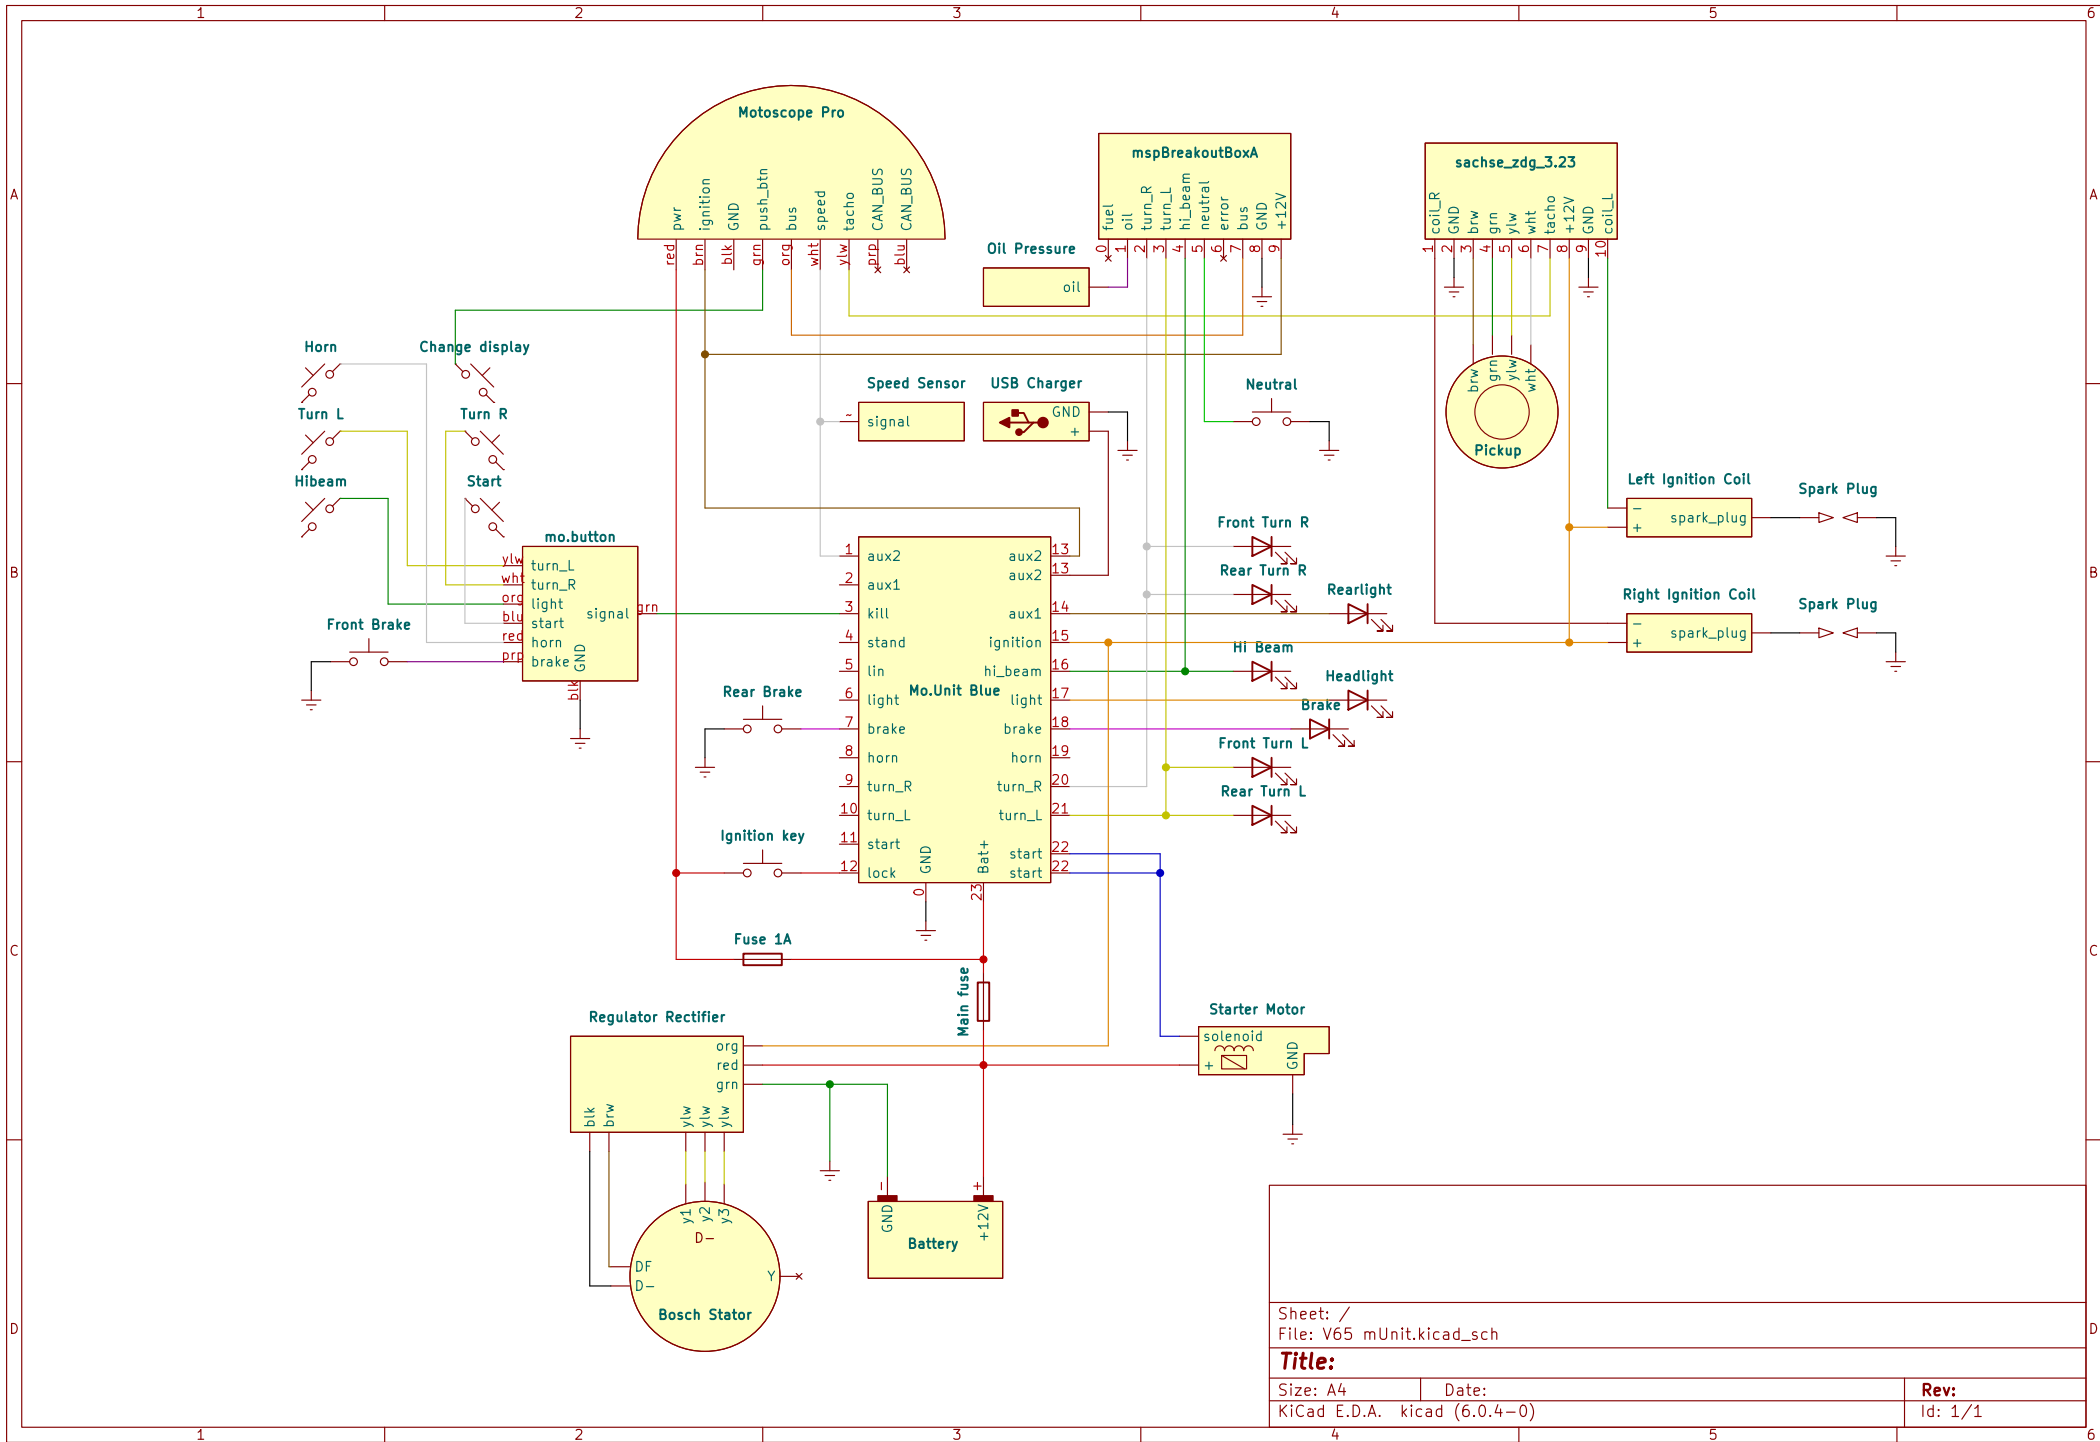 1 2 3 4 5 6
A
B
C
D
A
B
C
D
1 2 3 4 5 6
Motoscope Pro
pwr
ignition
GND
push_btn
bus
speed
tacho
CAN_BUS
CAN_BUS
red
brn
blk
grn
org
wht
ylw
prp
blu
mspBreakoutBoxA
fuel
oil
turn_R
turn_L
hi_beam
neutral
error
bus
GND
+12V
0
1
2
3
4
5
6
7
8
9
sachse_zdg_3.23
coil_R
GND
brw
grn
ylw
wht
tacho
+12V
GND
coil_L
1
2
3
4
5
6
7
8
9
10
Oil Pressure
oil
Horn
Change display
Turn L
Turn R
Hibeam
Start
Speed Sensor
~
signal
USB Charger
GND
+
Neutral
brw
grn
ylw
wht
Pickup
Left Ignition Coil
−
+
spark_plug
Spark Plug
Right Ignition Coil
−
+
spark_plug
Spark Plug
mo.button
ylw turn_L
wht turn_R
org light
blu start
red horn
prp brake
GND
blk
signal
grn
Front Brake
Rear Brake
Ignition key
Mo.Unit Blue
1 aux2
2 aux1
3 kill
4 stand
5 lin
6 light
7 brake
8 horn
9 turn_R
10 turn_L
11 start
12 lock
GND
0
Bat+
23
aux2 13
aux2 13
aux1 14
ignition 15
hi_beam 16
light 17
brake 18
horn 19
turn_R 20
turn_L 21
start 22
start 22
Front Turn R
Rear Turn R
Rearlight
Hi Beam
Headlight
Brake
Front Turn L
Rear Turn L
Fuse 1A
Main fuse
Regulator Rectifier
org
red
grn
blk
brw
ylw
ylw
ylw
Starter Motor
solenoid
+
GND
y1
y2
y3
D−
DF
D−
Y
Bosch Stator
−
+
GND
+12V
Battery
Sheet: /
File: V65 mUnit.kicad_sch
Title:
Size: A4 Date: Rev:
KiCad E.D.A. kicad (6.0.4−0) Id: 1/1